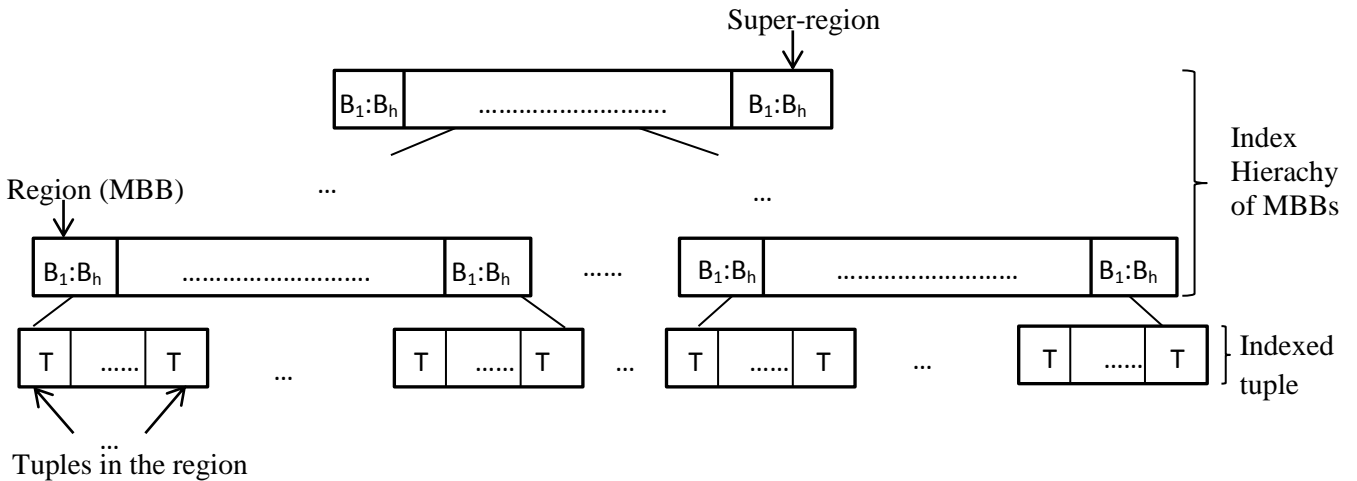 Super-region
B₁:Bₕ ............................ B₁:Bₕ
Index
Hierachy
of MBBs
... ...
Region (MBB)
B₁:Bₕ ............................ B₁:Bₕ ...... B₁:Bₕ ........................... B₁:Bₕ
T ...... T ... T ...... T ... T ...... T ... T ...... T
Indexed
tuple
...
Tuples in the region